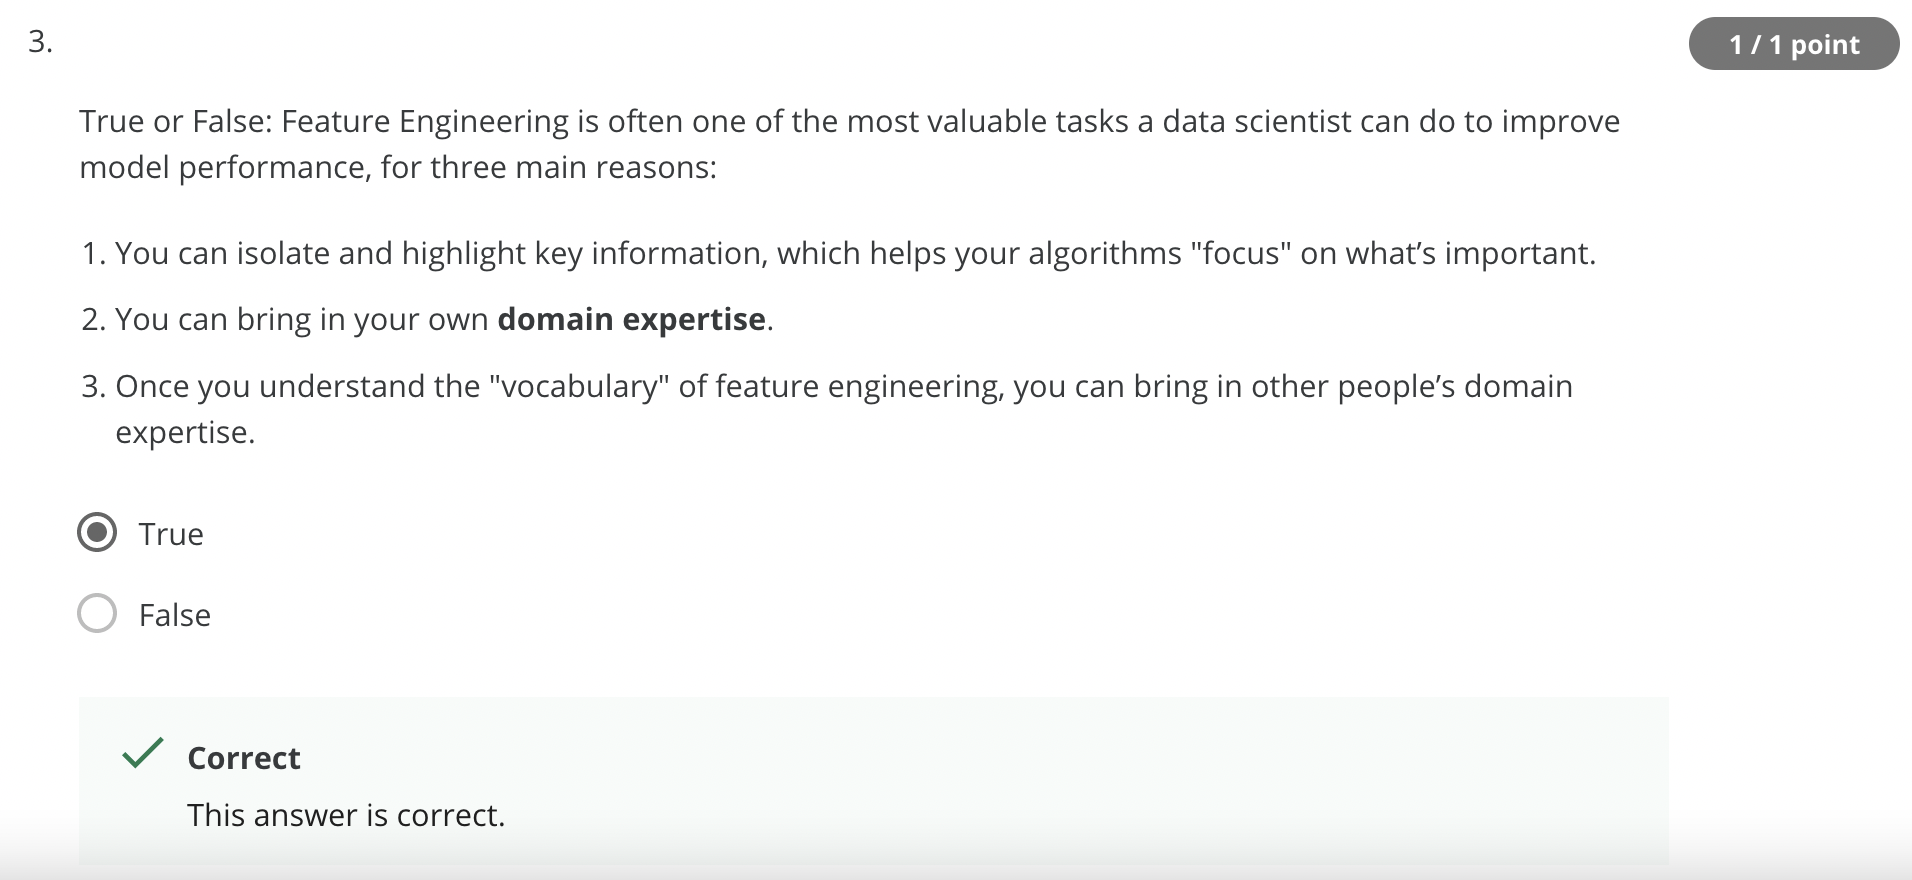 3.
1 / 1 point
True or False: Feature Engineering is often one of the most valuable tasks a data scientist can do to improve
model performance, for three main reasons:
1. You can isolate and highlight key information, which helps your algorithms "focus" on what’s important.
2. You can bring in your own domain expertise.
3. Once you understand the "vocabulary" of feature engineering, you can bring in other people’s domain
expertise.
True
False
Correct
This answer is correct.